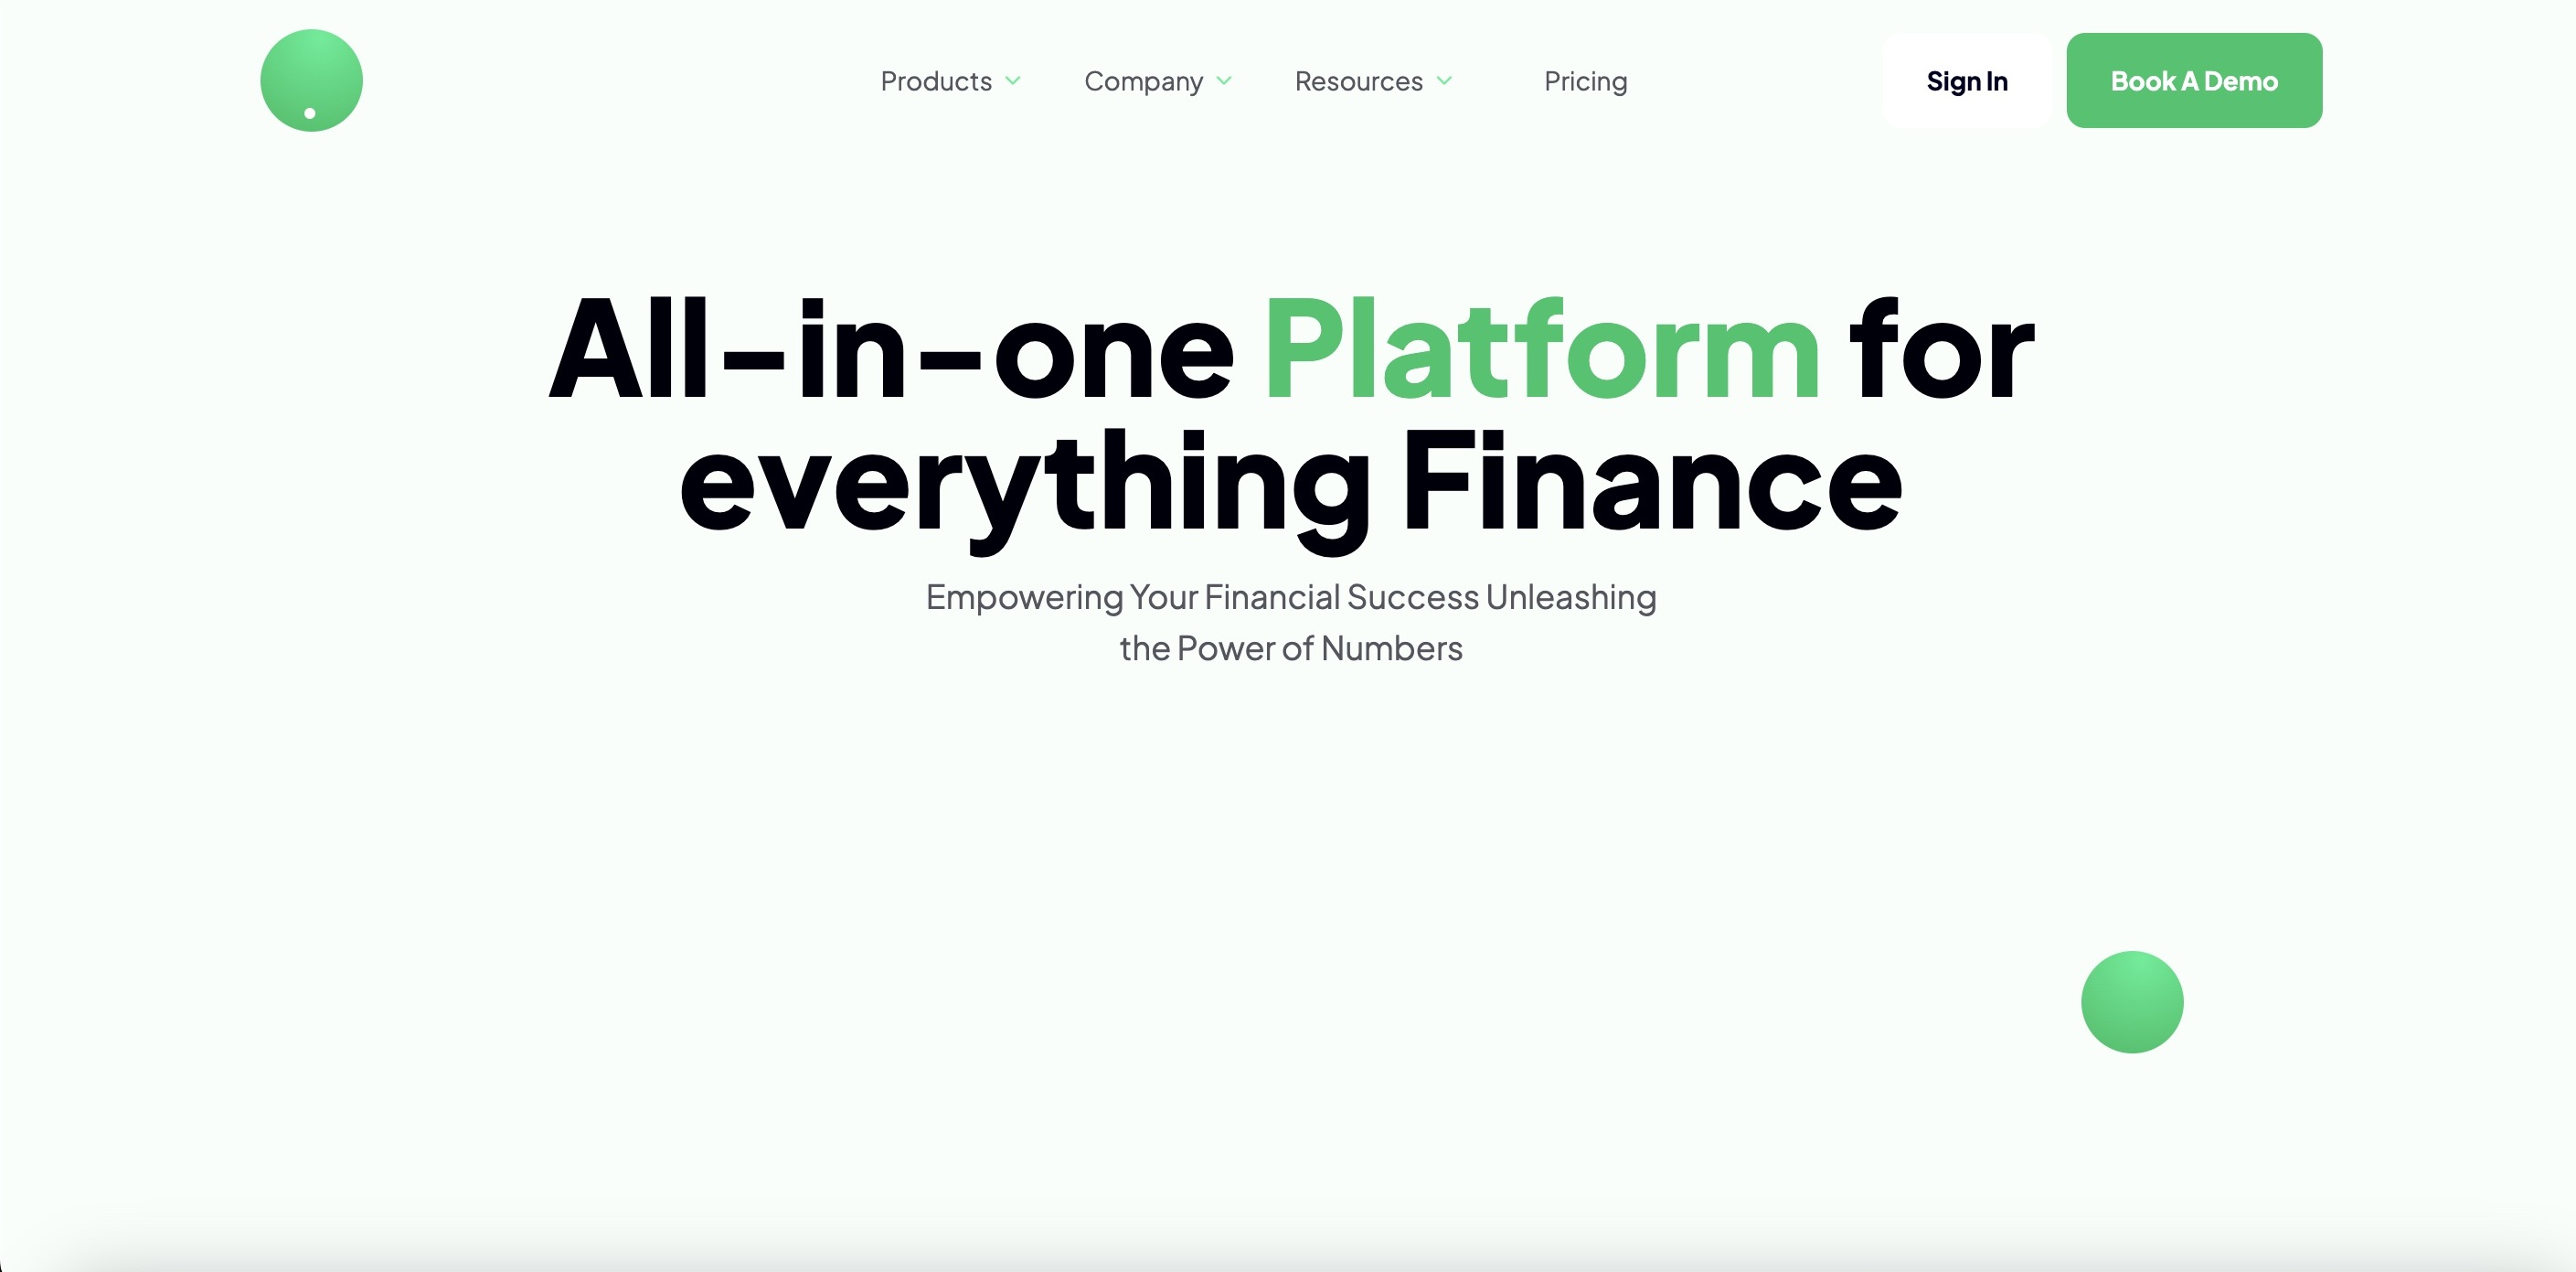 Products
Company
Resources
Pricing
Sign In
Book A Demo
All-in-one Platform for
everything Finance
Empowering Your Financial Success Unleashing
the Power of Numbers